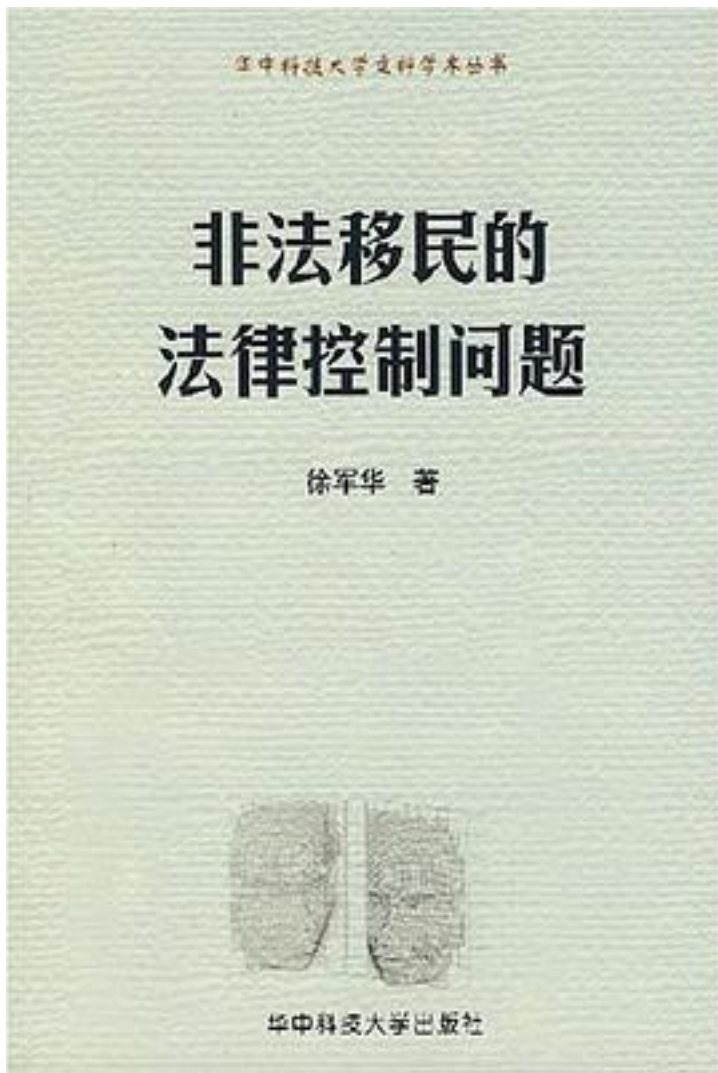 华中科技大学文科学术丛书
非法移民的
法律控制问题
徐军华 著
华中科技大学出版社